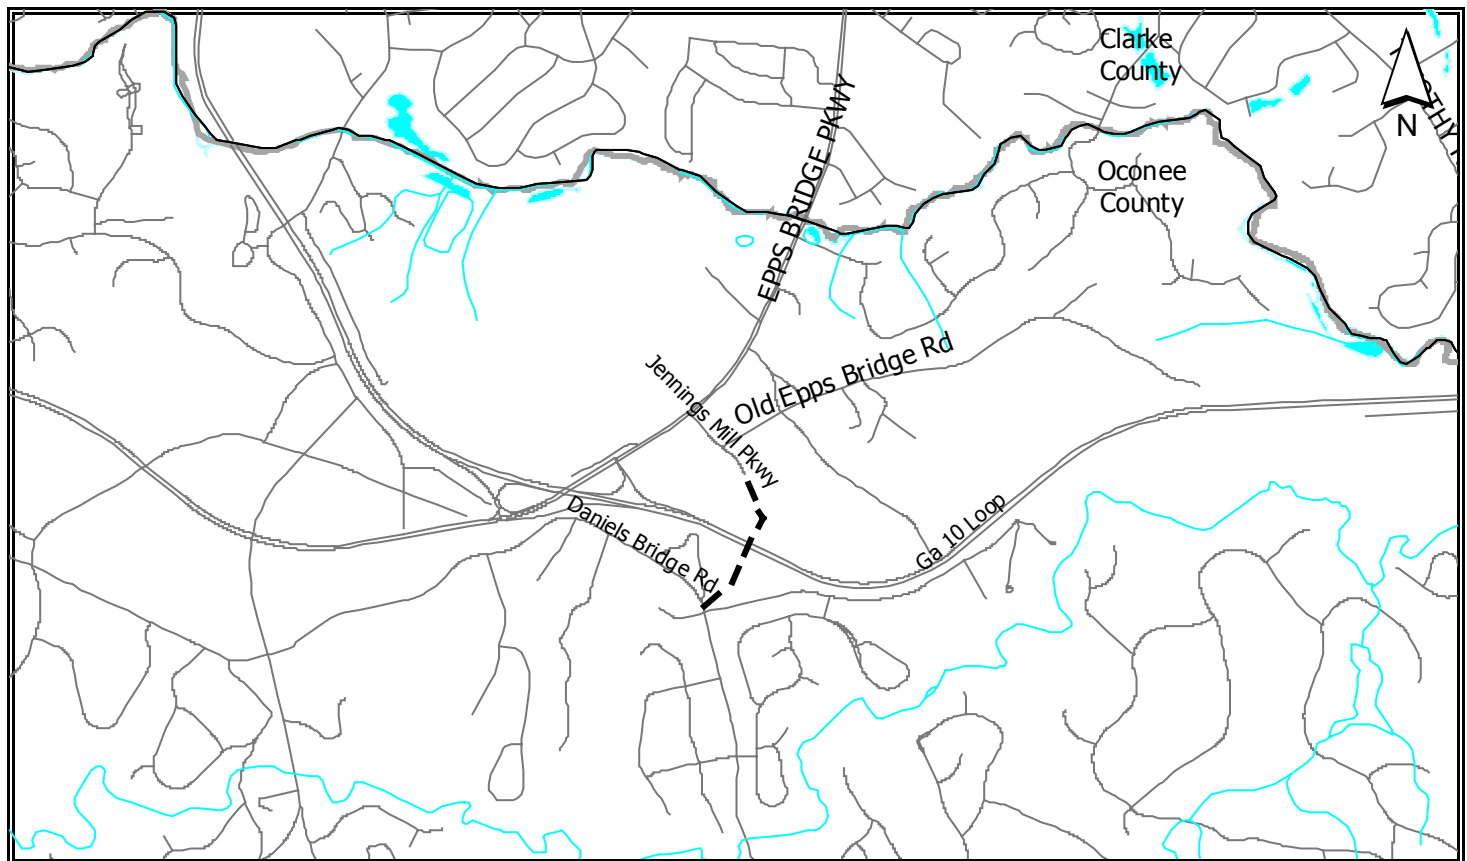 Clarke
County
N
Oconee
County
EPPS BRIDGE PKWY
Old Epps Bridge Rd
Jennings Mill Pkwy
Daniels Bridge Rd
Ga 10 Loop